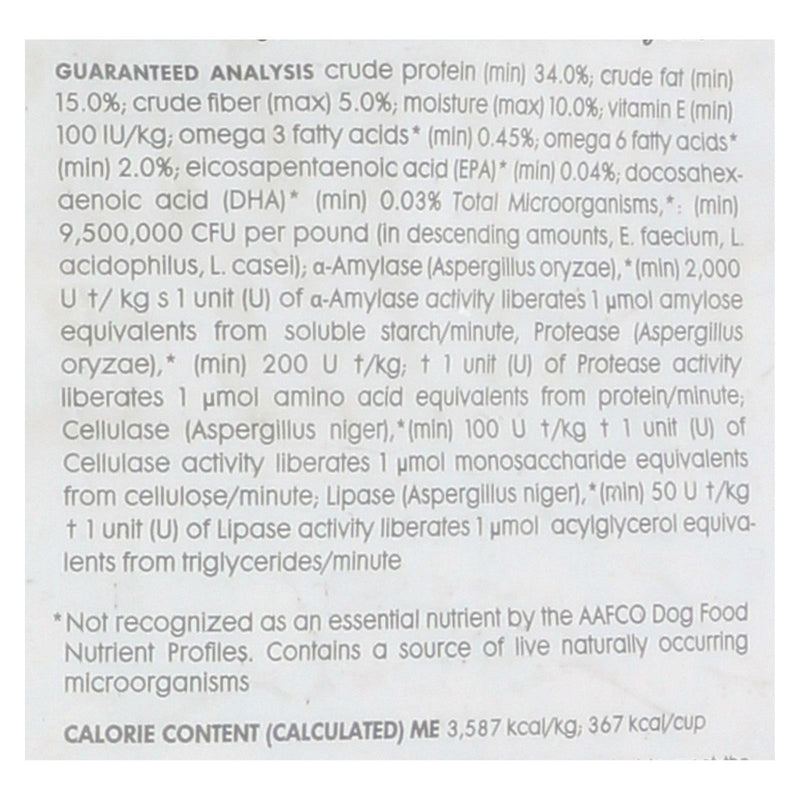 GUARANTEED ANALYSIS crude protein (min) 34.0%; crude fat (min)
15.0%; crude fiber (max) 5.0%; moisture (max) 10.0%; vitamin E (min)
100 IU/kg; omega 3 fatty acids* (min) 0.45%; omega 6 fatty acids*
(min) 2.0%; eicosapentaenoic acid (EPA)* (min) 0.04%; docosahex-
aenoic acid (DHA)* (min) 0.03% Total Microorganisms,*: (min)
9,500,000 CFU per pound (in descending amounts, E. faecium, L.
acidophilus, L. casei); α-Amylase (Aspergillus oryzae),*(min) 2,000
U †/ kg s 1 unit (U) of α-Amylase activity liberates 1 µmol amylose
equivalents from soluble starch/minute, Protease (Aspergillus
oryzae),* (min) 200 U †/kg; † 1 unit (U) of Protease activity
liberates 1 µmol amino acid equivalents from protein/minute;
Cellulase (Aspergillus niger),*(min) 100 U †/kg † 1 unit (U) of
Cellulase activity liberates 1 µmol monosaccharide equivalents
from cellulose/minute; Lipase (Aspergillus niger),*(min) 50 U †/kg
† 1 unit (U) of Lipase activity liberates 1 µmol acylglycerol equiva-
lents from triglycerides/minute
*Not recognized as an essential nutrient by the AAFCO Dog Food
Nutrient Profiles. Contains a source of live naturally occurring
microorganisms
CALORIE CONTENT (CALCULATED) ME 3,587 kcal/kg; 367 kcal/cup